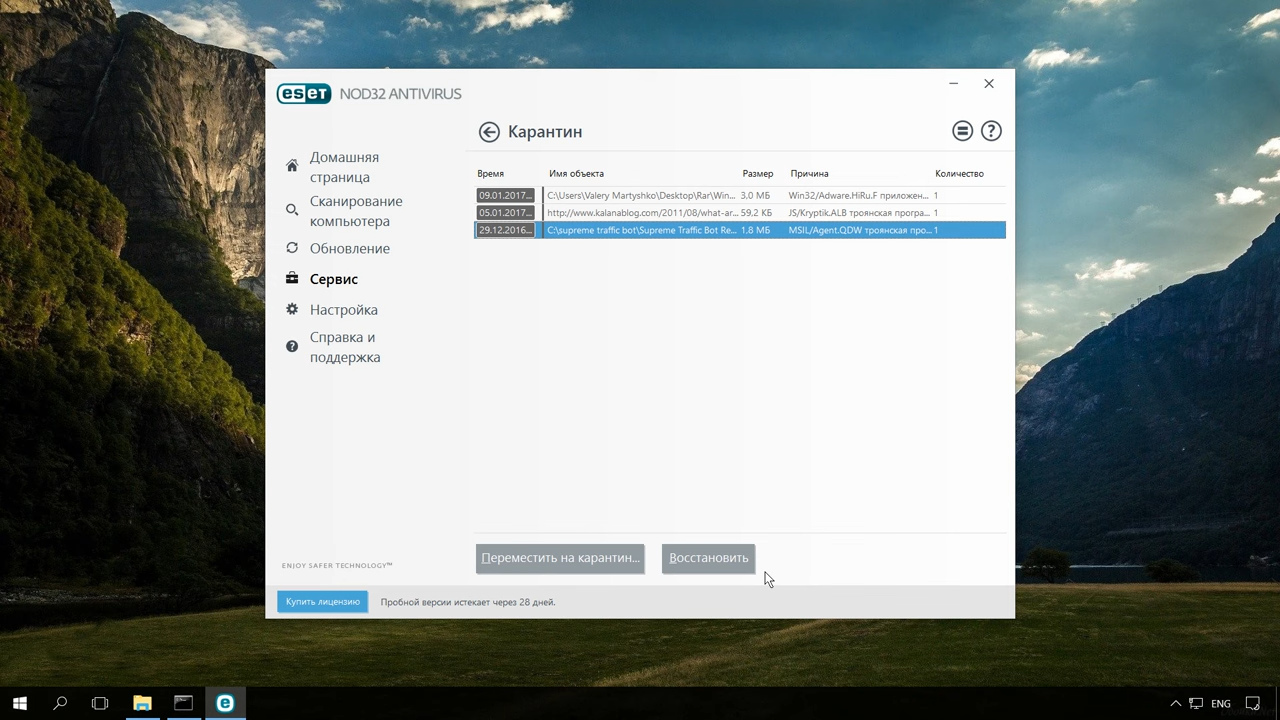 eset NOD32 ANTIVIRUS
Карантин
Домашняя
страница
Сканирование
компьютера
Обновление
Сервис
Настройка
Справка и
поддержка
Время Имя объекта Размер Причина Количество
09.01.2017... C:\Users\Valery Martyshko\Desktop\Rar\Win... 3,0 МБ Win32/Adware.HiRu.F приложен... 1
05.01.2017... http://www.kalanablog.com/2011/08/what-ar... 59,2 КБ JS/Kryptik.ALB троянская програ... 1
29.12.2016... C:\supreme traffic bot\Supreme Traffic Bot Re... 1,8 МБ MSIL/Agent.QDW троянская про... 1
Переместить на карантин... Восстановить
ENJOY SAFER TECHNOLOGY™
Купить лицензию Пробной версии истекает через 28 дней.
e ENG